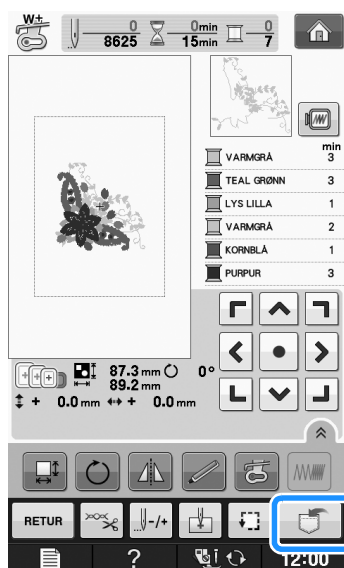 W+ 0 0min 0
8625 15min 7
min
VARMGRÅ 3
TEAL GRØNN 3
LYS LILLA 1
VARMGRÅ 2
KORNBLÅ 1
PURPUR 3
87.3 mm 0°
89.2 mm
+ 0.0 mm + 0.0 mm
RETUR -/+
? 12:00